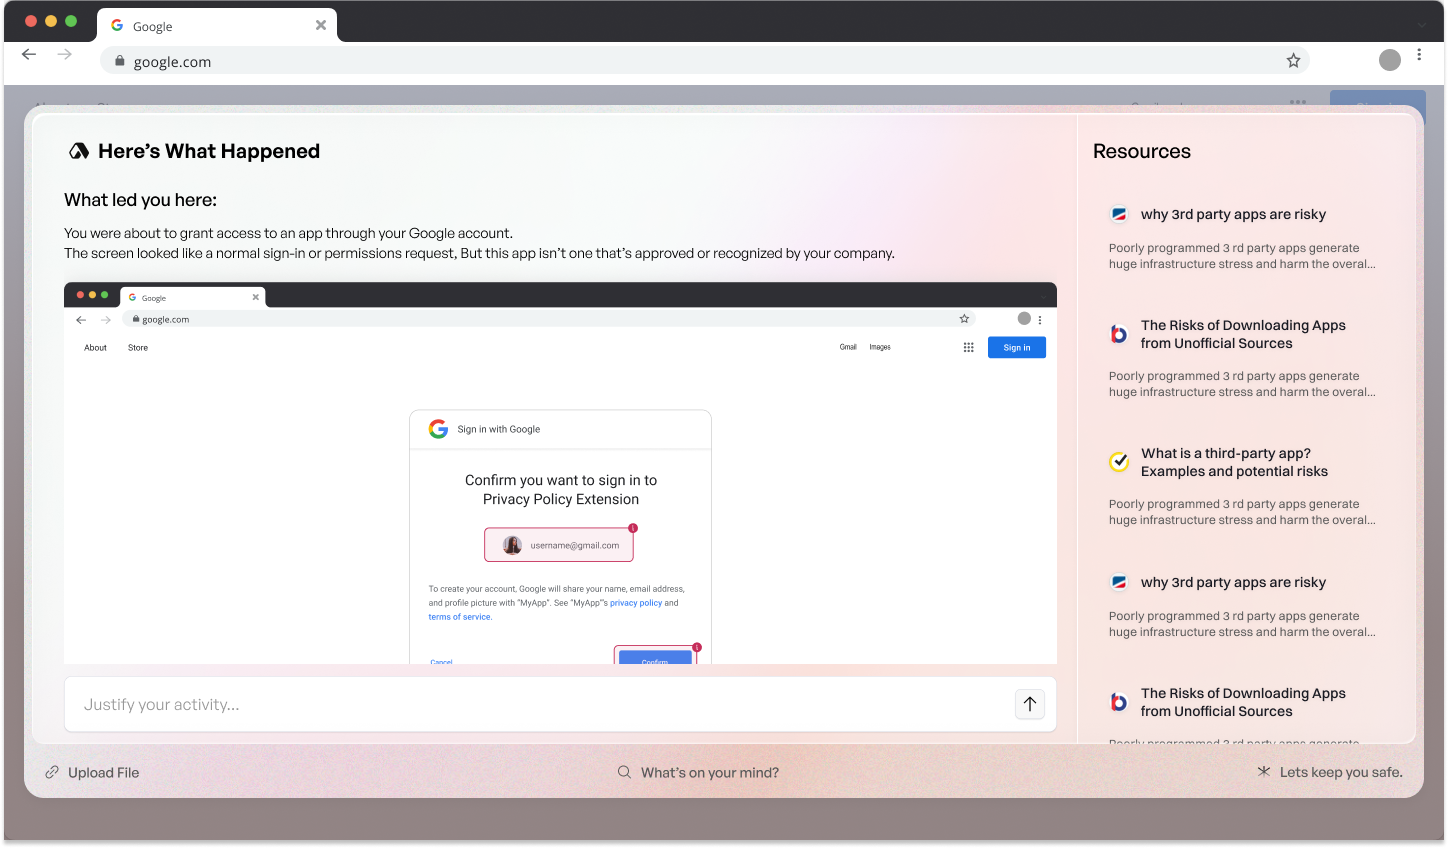 Google
google.com
Here's What Happened
What led you here:
You were about to grant access to an app through your Google account.
The screen looked like a normal sign-in or permissions request, But this app isn't one that's approved or recognized by your company.
Google
google.com
About Store Gmail Images Sign in
Sign in with Google
Confirm you want to sign in to
Privacy Policy Extension
username@gmail.com
To create your account, Google will share your name, email address,
and profile picture with "MyApp". See "MyApp"'s privacy policy and
terms of service.
Cancel Confirm
Justify your activity...
Resources
why 3rd party apps are risky
Poorly programmed 3 rd party apps generate
huge infrastructure stress and harm the overal...
The Risks of Downloading Apps
from Unofficial Sources
Poorly programmed 3 rd party apps generate
huge infrastructure stress and harm the overal...
What is a third-party app?
Examples and potential risks
Poorly programmed 3 rd party apps generate
huge infrastructure stress and harm the overal...
why 3rd party apps are risky
Poorly programmed 3 rd party apps generate
huge infrastructure stress and harm the overal...
The Risks of Downloading Apps
from Unofficial Sources
Poorly programmed 3 rd party apps generate
Upload File
What's on your mind?
Lets keep you safe.